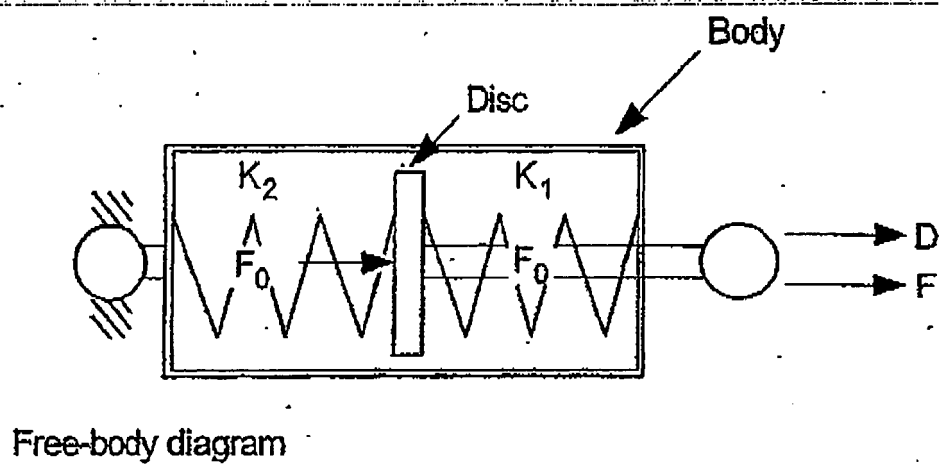 Body
Disc
K₂
K₁
F₀
F₀
D
F
Free-body diagram